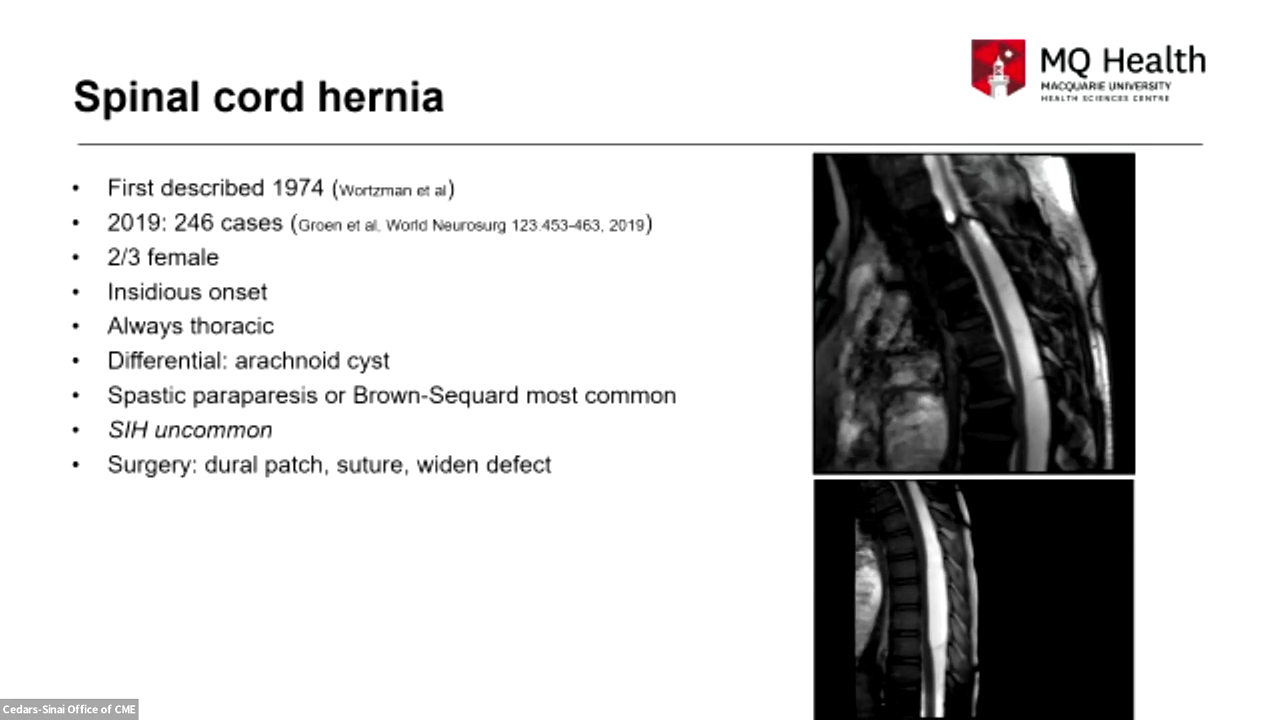 Spinal cord hernia
MQ Health
MACQUARIE UNIVERSITY
HEALTH SCIENCES CENTRE
• First described 1974 (Wortzman et al)
• 2019: 246 cases (Groen et al, World Neurosurg 123:453-463, 2019)
• 2/3 female
• Insidious onset
• Always thoracic
• Differential: arachnoid cyst
• Spastic paraparesis or Brown-Sequard most common
• SIH uncommon
• Surgery: dural patch, suture, widen defect
Cedars-Sinai Office of CME